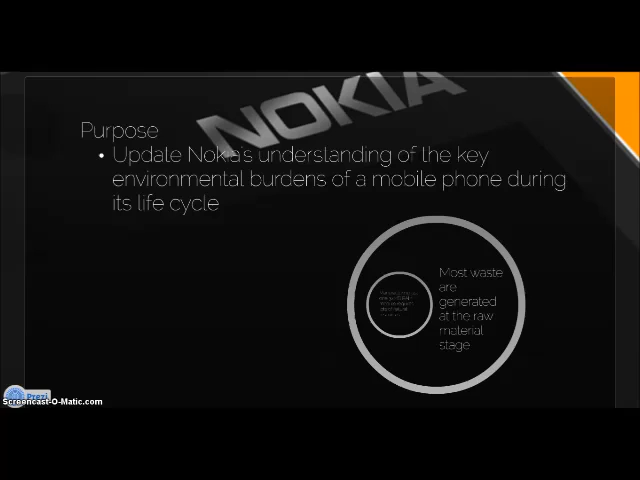 NOKIA
Purpose
• Update Nokia's understanding of the key
environmental burdens of a mobile phone during
its life cycle
Most waste
are
generated
at the raw
material
stage
Prezi
Screencast-O-Matic.com